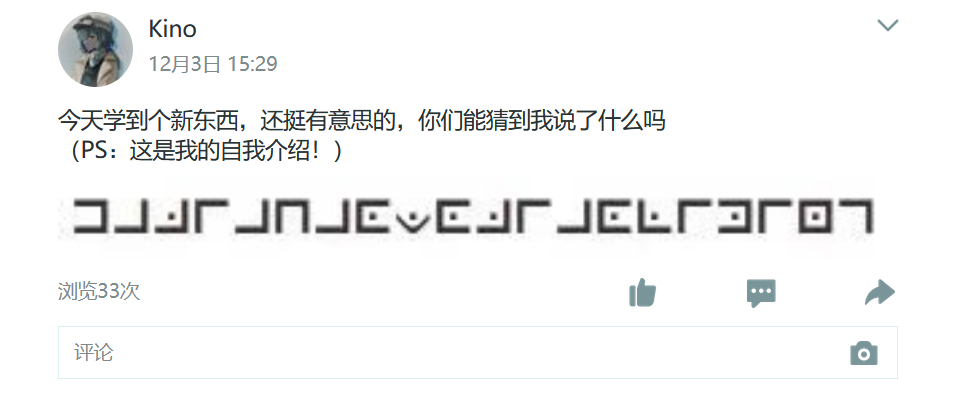 Kino
12月3日 15:29
今天学到个新东西，还挺有意思的，你们能猜到我说了什么吗
（PS：这是我的自我介绍！）
浏览33次
评论